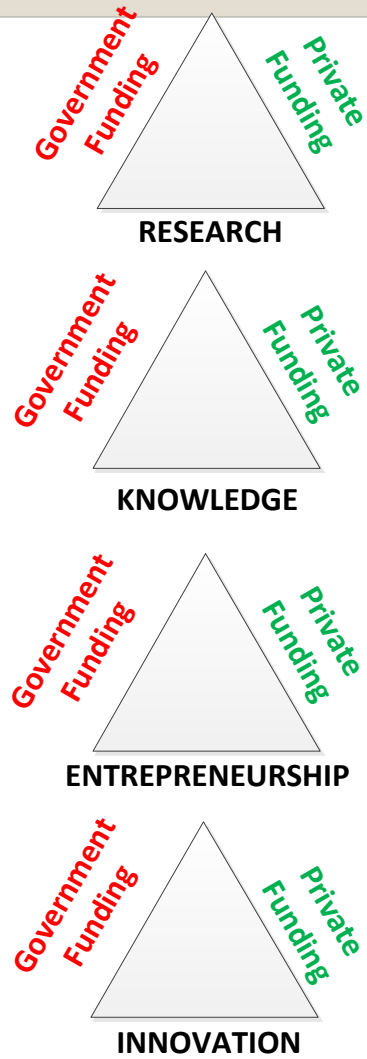 Government
Funding
Private
Funding
RESEARCH
Government
Funding
Private
Funding
KNOWLEDGE
Government
Funding
Private
Funding
ENTREPRENEURSHIP
Government
Funding
Private
Funding
INNOVATION